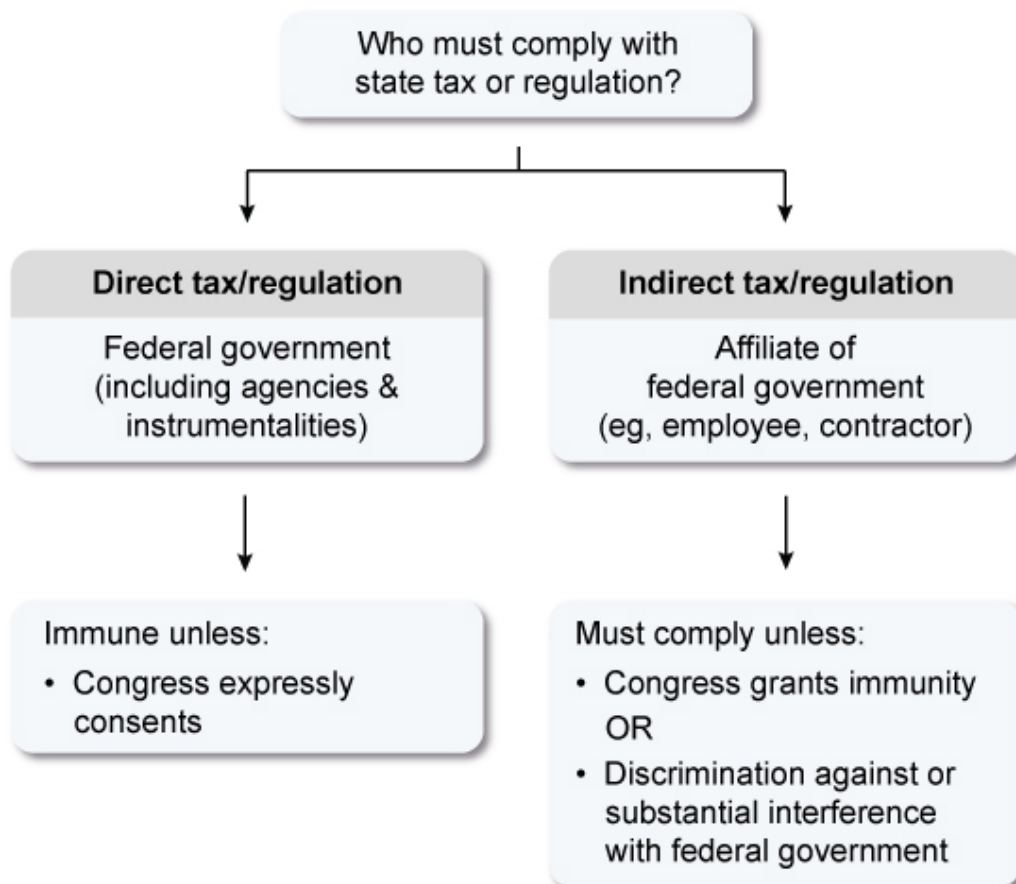 Who must comply with
state tax or regulation?
Direct tax/regulation
Federal government
(including agencies &
instrumentalities)
Immune unless:
• Congress expressly
consents
Indirect tax/regulation
Affiliate of
federal government
(eg, employee, contractor)
Must comply unless:
• Congress grants immunity
OR
• Discrimination against or
substantial interference
with federal government